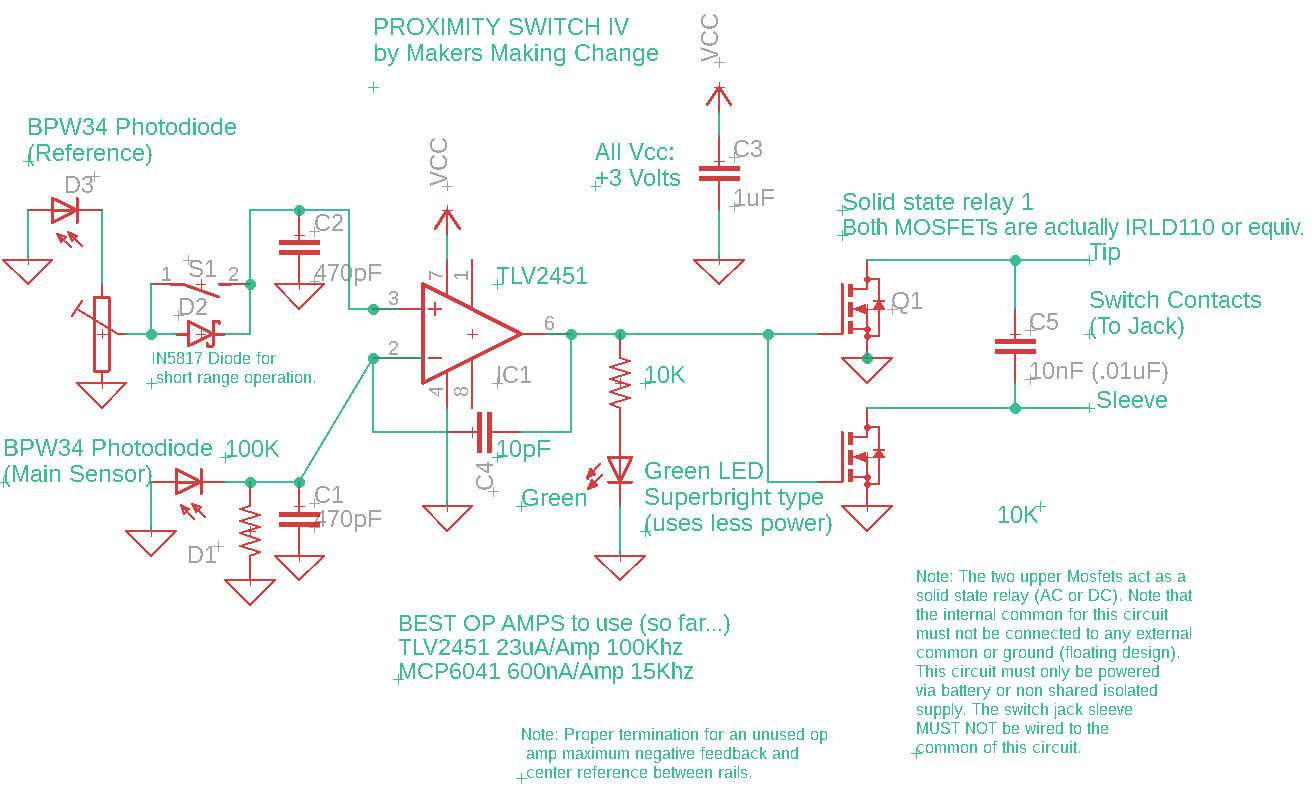 PROXIMITY SWITCH IV
by Makers Making Change
VCC
BPW34 Photodiode
(Reference)
D3
VCC
All Vcc:
+3 Volts
C3
1uF
Solid state relay 1
Both MOSFETs are actually IRLD110 or equiv.
Tip
C2
470pF
1 S1 2
D2
IN5817 Diode for
short range operation.
7
1
TLV2451
3
2
6
4
8
IC1
Q1
Switch Contacts
(To Jack)
C5
10nF (.01uF)
Sleeve
10K
BPW34 Photodiode
(Main Sensor)
100K
C1
470pF
D1
10pF
C4
Green
Green LED
Superbright type
(uses less power)
10K
Note: The two upper Mosfets act as a
solid state relay (AC or DC). Note that
the internal common for this circuit
must not be connected to any external
common or ground (floating design).
This circuit must only be powered
via battery or non shared isolated
supply. The switch jack sleeve
MUST NOT be wired to the
common of this circuit.
BEST OP AMPS to use (so far...)
TLV2451 23uA/Amp 100Khz
MCP6041 600nA/Amp 15Khz
Note: Proper termination for an unused op
amp maximum negative feedback and
center reference between rails.